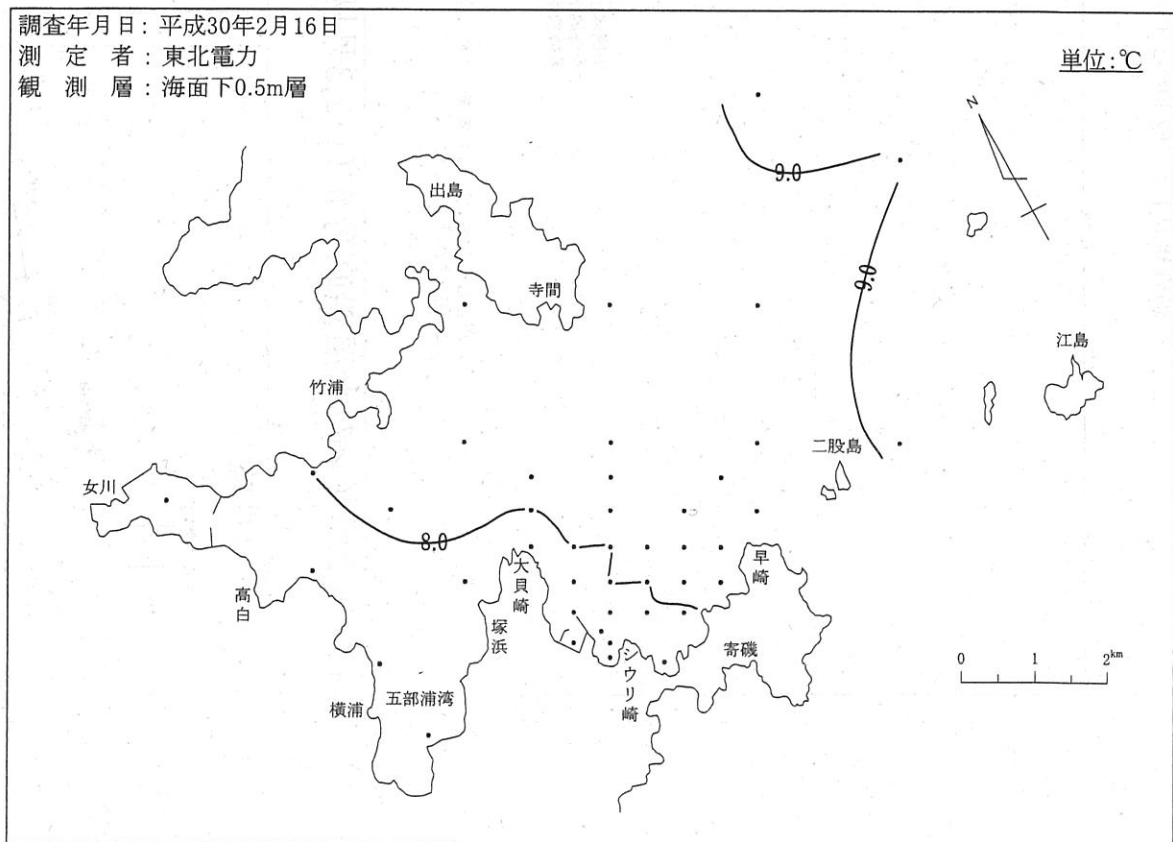 調査年月日：平成30年2月16日
測　定　者：東北電力
観　測　層：海面下0.5m層
単位：℃
N
9.0
出島
9.0
寺間
江島
竹浦
二股島
女川
8.0
大貝崎
早崎
高白
塚浜
シウリ崎
寄磯
0 1 2km
五部浦湾
横浦